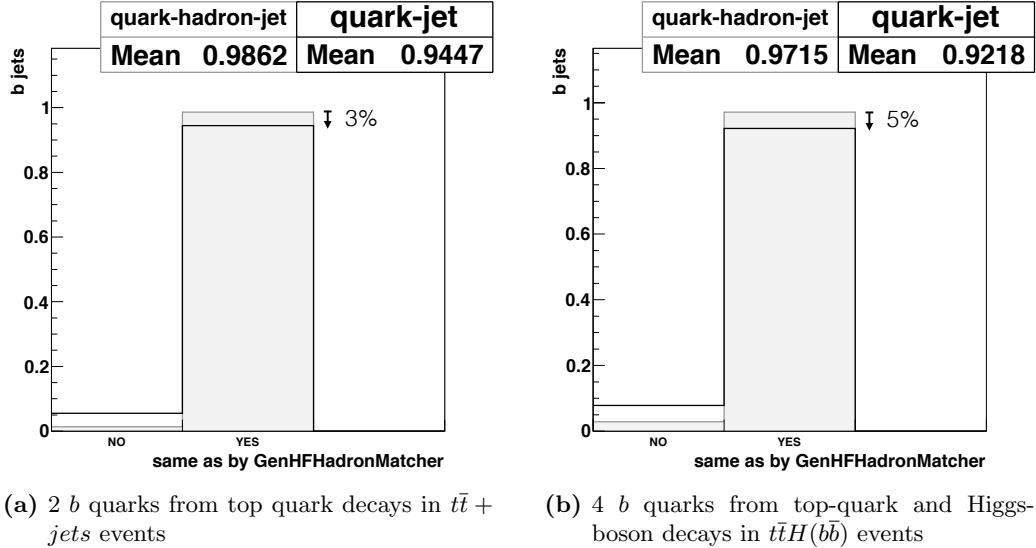 quark-hadron-jet quark-jet
Mean 0.9862 Mean 0.9447
b jets
1
0.8
0.6
0.4
0.2
0
3%
NO YES
same as by GenHFHadronMatcher
(a) 2 b quarks from top quark decays in tt̄ +
jets events
quark-hadron-jet quark-jet
Mean 0.9715 Mean 0.9218
b jets
1
0.8
0.6
0.4
0.2
0
5%
NO YES
same as by GenHFHadronMatcher
(b) 4 b quarks from top-quark and Higgs-
boson decays in tt̄H(bb̄) events